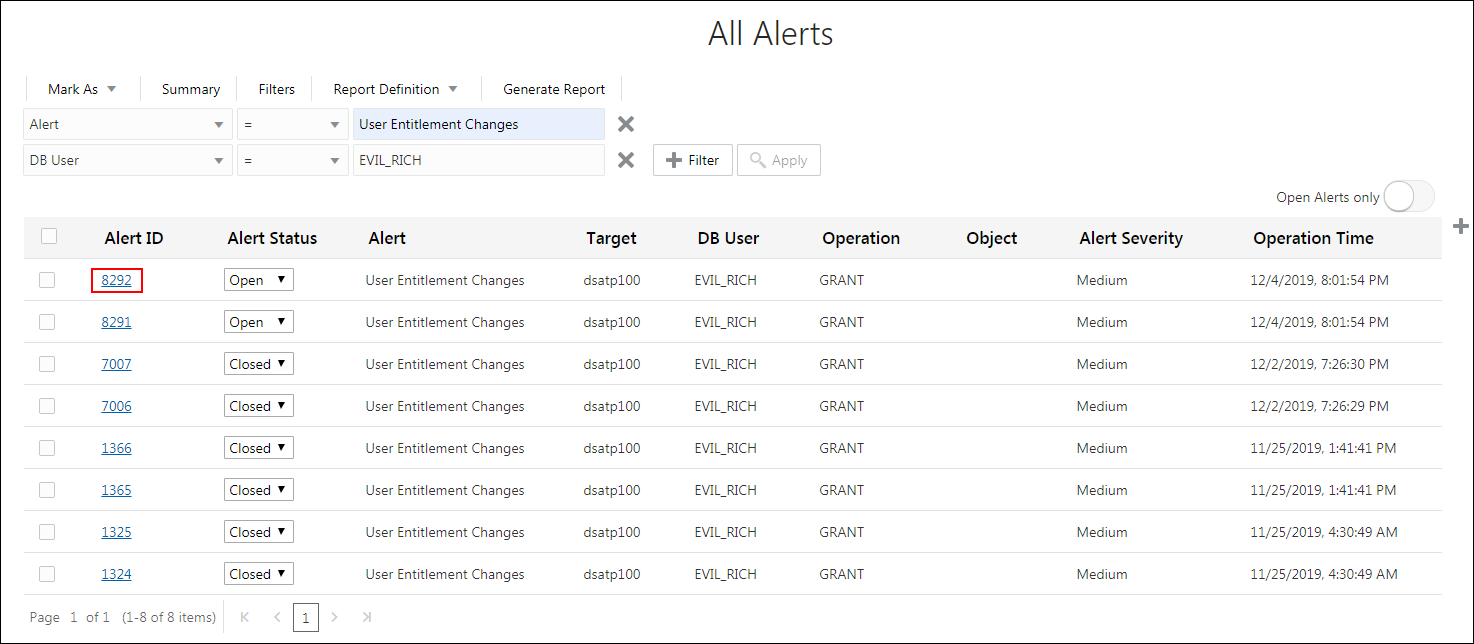 All Alerts
Mark As Summary Filters Report Definition Generate Report
Alert = User Entitlement Changes
DB User = EVIL_RICH Filter Apply
Open Alerts only
Alert ID Alert Status Alert Target DB User Operation Object Alert Severity Operation Time
8292 Open User Entitlement Changes dsatp100 EVIL_RICH GRANT Medium 12/4/2019, 8:01:54 PM
8291 Open User Entitlement Changes dsatp100 EVIL_RICH GRANT Medium 12/4/2019, 8:01:54 PM
7007 Closed User Entitlement Changes dsatp100 EVIL_RICH GRANT Medium 12/2/2019, 7:26:30 PM
7006 Closed User Entitlement Changes dsatp100 EVIL_RICH GRANT Medium 12/2/2019, 7:26:29 PM
1366 Closed User Entitlement Changes dsatp100 EVIL_RICH GRANT Medium 11/25/2019, 1:41:41 PM
1365 Closed User Entitlement Changes dsatp100 EVIL_RICH GRANT Medium 11/25/2019, 1:41:41 PM
1325 Closed User Entitlement Changes dsatp100 EVIL_RICH GRANT Medium 11/25/2019, 4:30:49 AM
1324 Closed User Entitlement Changes dsatp100 EVIL_RICH GRANT Medium 11/25/2019, 4:30:49 AM
Page 1 of 1 (1-8 of 8 items) 1